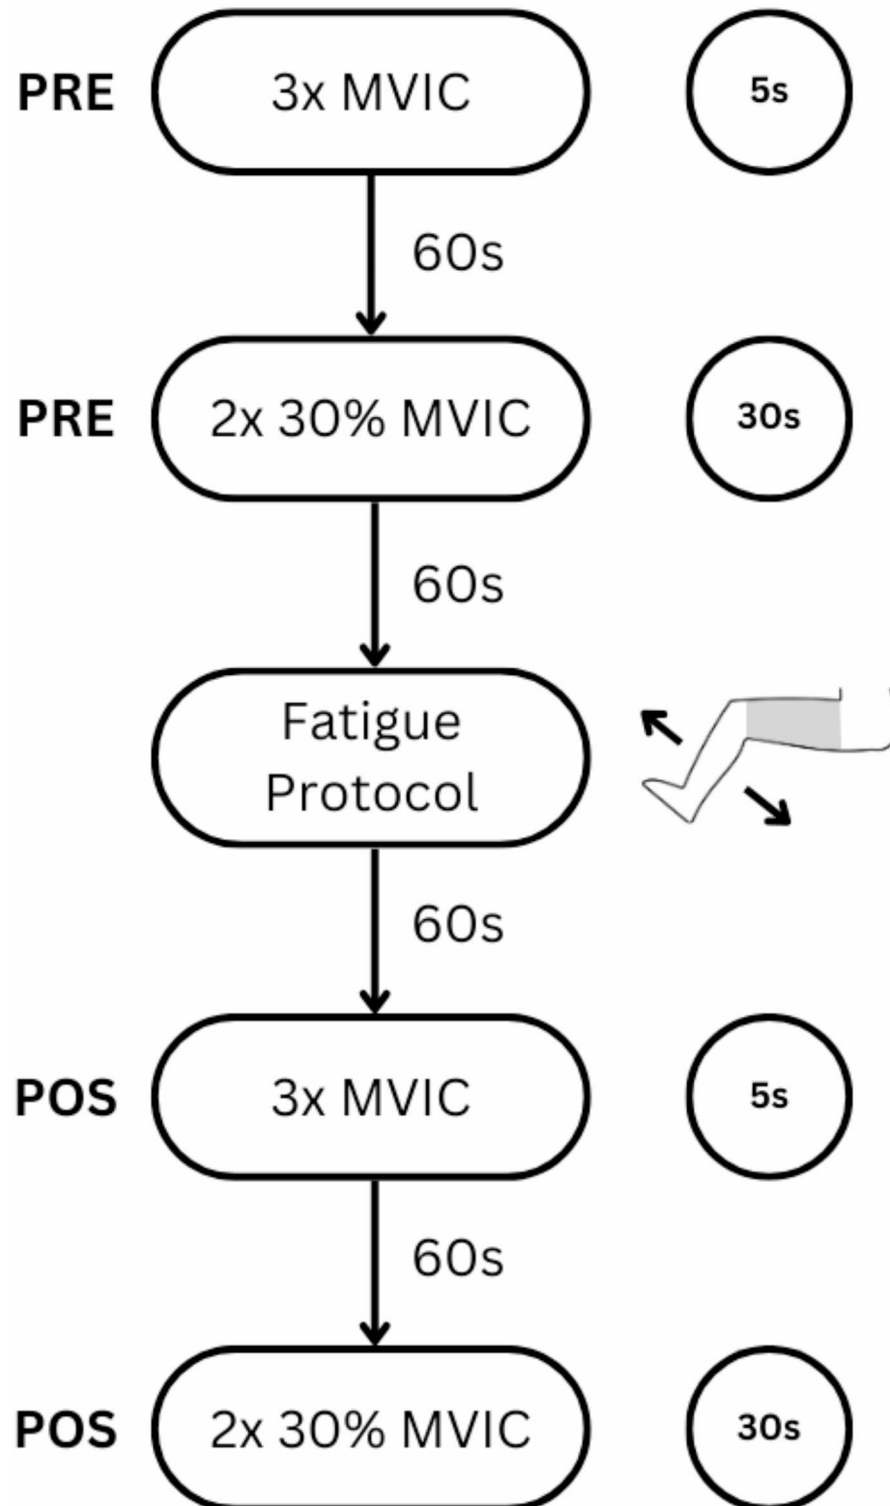 PRE
3x MVIC
5s
60s
PRE
2x 30% MVIC
30s
60s
Fatigue
Protocol
60s
POS
3x MVIC
5s
60s
POS
2x 30% MVIC
30s